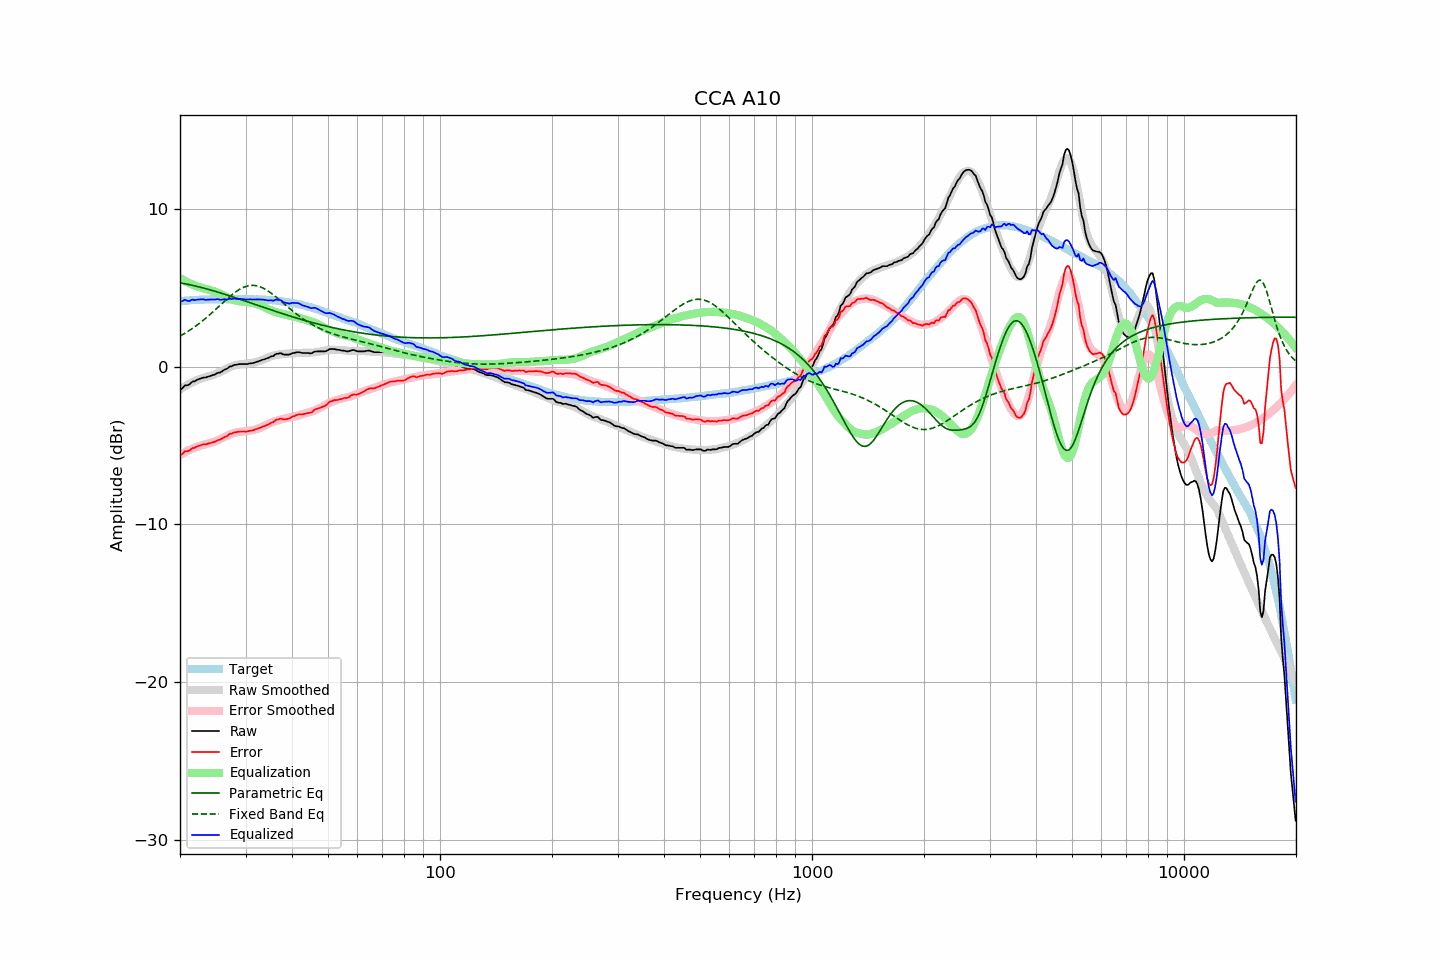 CCA A10
10
0
−10
−20
−30
Amplitude (dBr)
Target
Raw Smoothed
Error Smoothed
Raw
Error
Equalization
Parametric Eq
Fixed Band Eq
Equalized
100
1000
10000
Frequency (Hz)